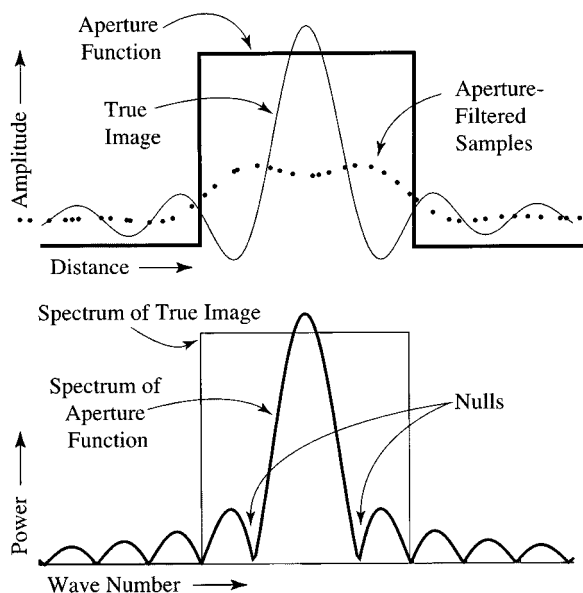 Aperture
Function
True
Image
Aperture-
Filtered
Samples
Amplitude
Distance
Spectrum of True Image
Spectrum of
Aperture
Function
Nulls
Power
Wave Number